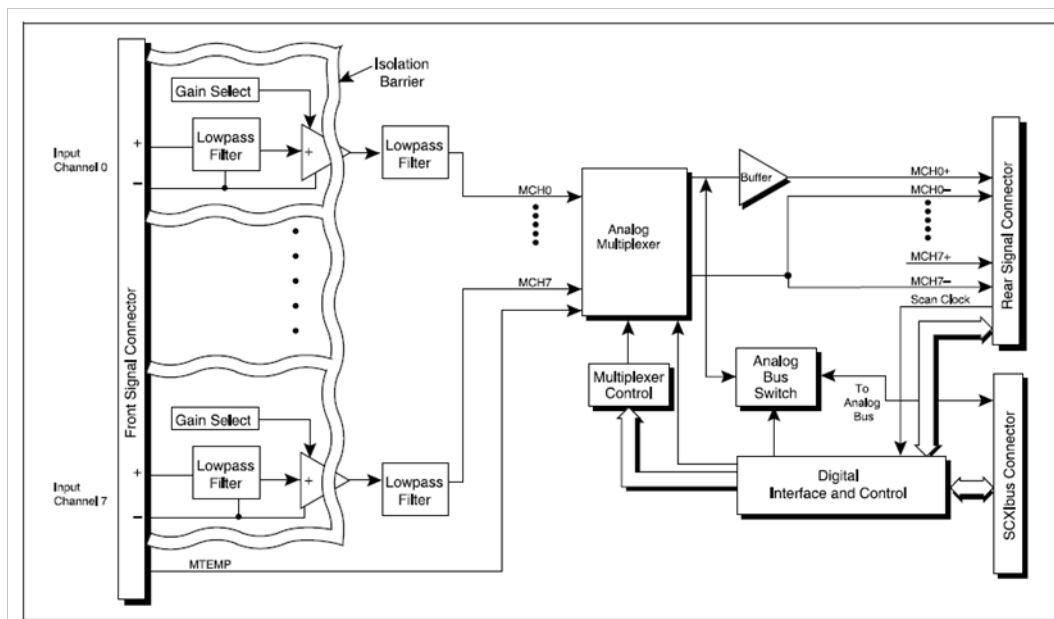 Isolation
Barrier
Gain Select
Input
Channel 0
+
−
Lowpass
Filter
+
Lowpass
Filter
MCH0
Analog
Multiplexer
Buffer
MCH0+
MCH0−
MCH7+
MCH7−
Scan Clock
Rear Signal Connector
Front Signal Connector
MCH7
Multiplexer
Control
Analog
Bus
Switch
To
Analog
Bus
Gain Select
Input
Channel 7
+
−
Lowpass
Filter
+
Lowpass
Filter
Digital
Interface and Control
SCXIbus Connector
MTEMP